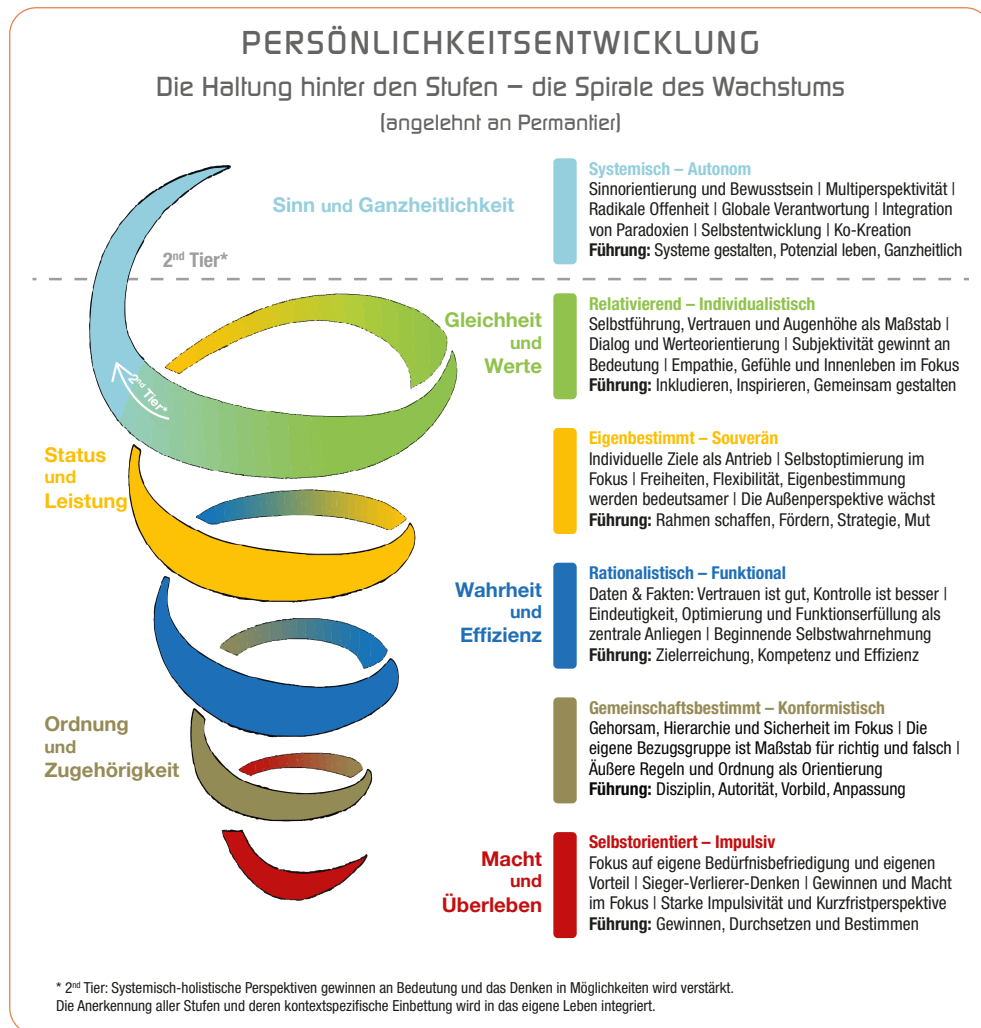 PERSÖNLICHKEITSENTWICKLUNG
Die Haltung hinter den Stufen – die Spirale des Wachstums
(angelehnt an Permantier)
Sinn und Ganzheitlichkeit
2nd Tier*
Systemisch – Autonom
Sinnorientierung und Bewusstsein | Multiperspektivität |
Radikale Offenheit | Globale Verantwortung | Integration
von Paradoxien | Selbstentwicklung | Ko-Kreation
Führung: Systeme gestalten, Potenzial leben, Ganzheitlich
Gleichheit
und
Werte
Relativierend – Individualistisch
Selbstführung, Vertrauen und Augenhöhe als Maßstab |
Dialog und Werteorientierung | Subjektivität gewinnt an
Bedeutung | Empathie, Gefühle und Innenleben im Fokus
Führung: Inkludieren, Inspirieren, Gemeinsam gestalten
2nd Tier*
Status
und
Leistung
Eigenbestimmt – Souverän
Individuelle Ziele als Antrieb | Selbstoptimierung im
Fokus | Freiheiten, Flexibilität, Eigenbestimmung
werden bedeutsamer | Die Außenperspektive wächst
Führung: Rahmen schaffen, Fördern, Strategie, Mut
Wahrheit
und
Effizienz
Rationalistisch – Funktional
Daten & Fakten: Vertrauen ist gut, Kontrolle ist besser |
Eindeutigkeit, Optimierung und Funktionserfüllung als
zentrale Anliegen | Beginnende Selbstwahrnehmung
Führung: Zielerreichung, Kompetenz und Effizienz
Ordnung
und
Zugehörigkeit
Gemeinschaftsbestimmt – Konformistisch
Gehorsam, Hierarchie und Sicherheit im Fokus | Die
eigene Bezugsgruppe ist Maßstab für richtig und falsch |
Äußere Regeln und Ordnung als Orientierung
Führung: Disziplin, Autorität, Vorbild, Anpassung
Macht
und
Überleben
Selbstorientiert – Impulsiv
Fokus auf eigene Bedürfnisbefriedigung und eigenen
Vorteil | Sieger-Verlierer-Denken | Gewinnen und Macht
im Fokus | Starke Impulsivität und Kurzfristperspektive
Führung: Gewinnen, Durchsetzen und Bestimmen
* 2nd Tier: Systemisch-holistische Perspektiven gewinnen an Bedeutung und das Denken in Möglichkeiten wird verstärkt.
Die Anerkennung aller Stufen und deren kontextspezifische Einbettung wird in das eigene Leben integriert.